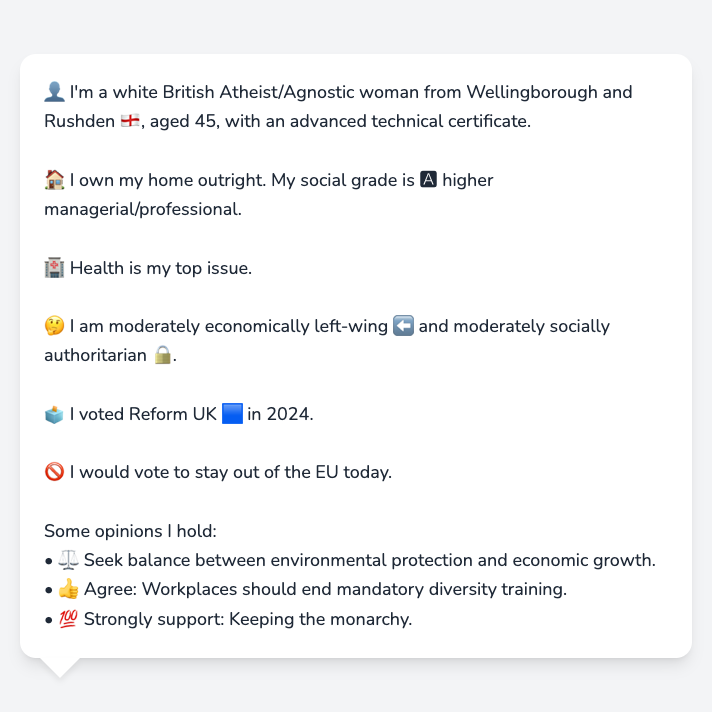 👤 I'm a white British Atheist/Agnostic woman from Wellingborough and
Rushden 🏴󠁧󠁢󠁥󠁮󠁧󠁿, aged 45, with an advanced technical certificate.
🏠 I own my home outright. My social grade is 🅰 higher
managerial/professional.
🏥 Health is my top issue.
🤔 I am moderately economically left-wing ⬅️ and moderately socially
authoritarian 🔒.
🗳️ I voted Reform UK 🟦 in 2024.
🚫 I would vote to stay out of the EU today.
Some opinions I hold:
• ⚖️ Seek balance between environmental protection and economic growth.
• 👍 Agree: Workplaces should end mandatory diversity training.
• 💯 Strongly support: Keeping the monarchy.